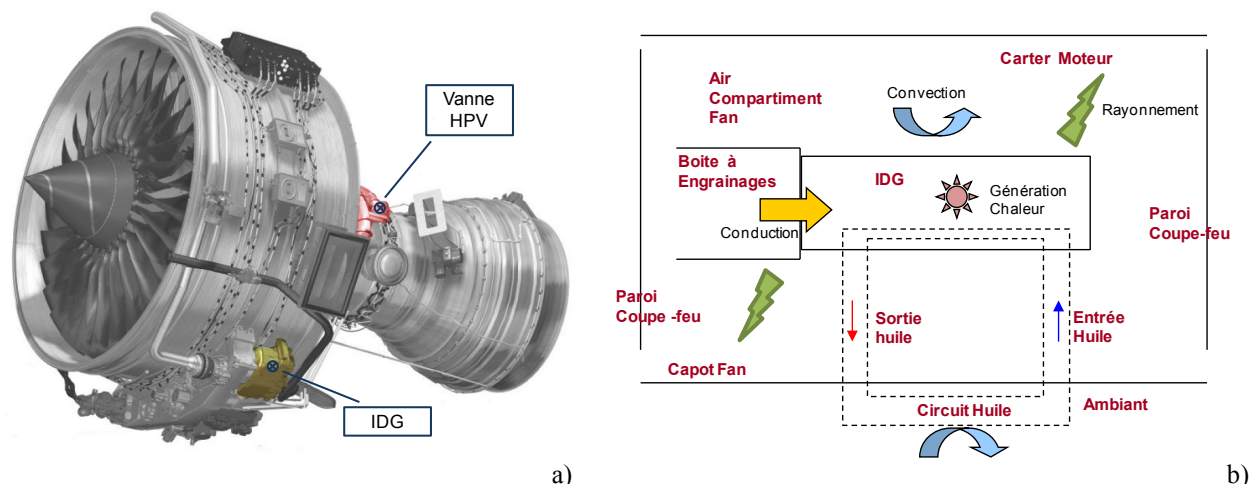 Vanne
HPV
IDG
a)
Air
Compartiment
Fan
Convection
Carter Moteur
Rayonnement
Boite à
Engrainages
IDG
Génération
Chaleur
Conduction
Paroi
Coupe-feu
Paroi
Coupe -feu
Sortie
huile
Entrée
Huile
Capot Fan
Circuit Huile
Ambiant
b)